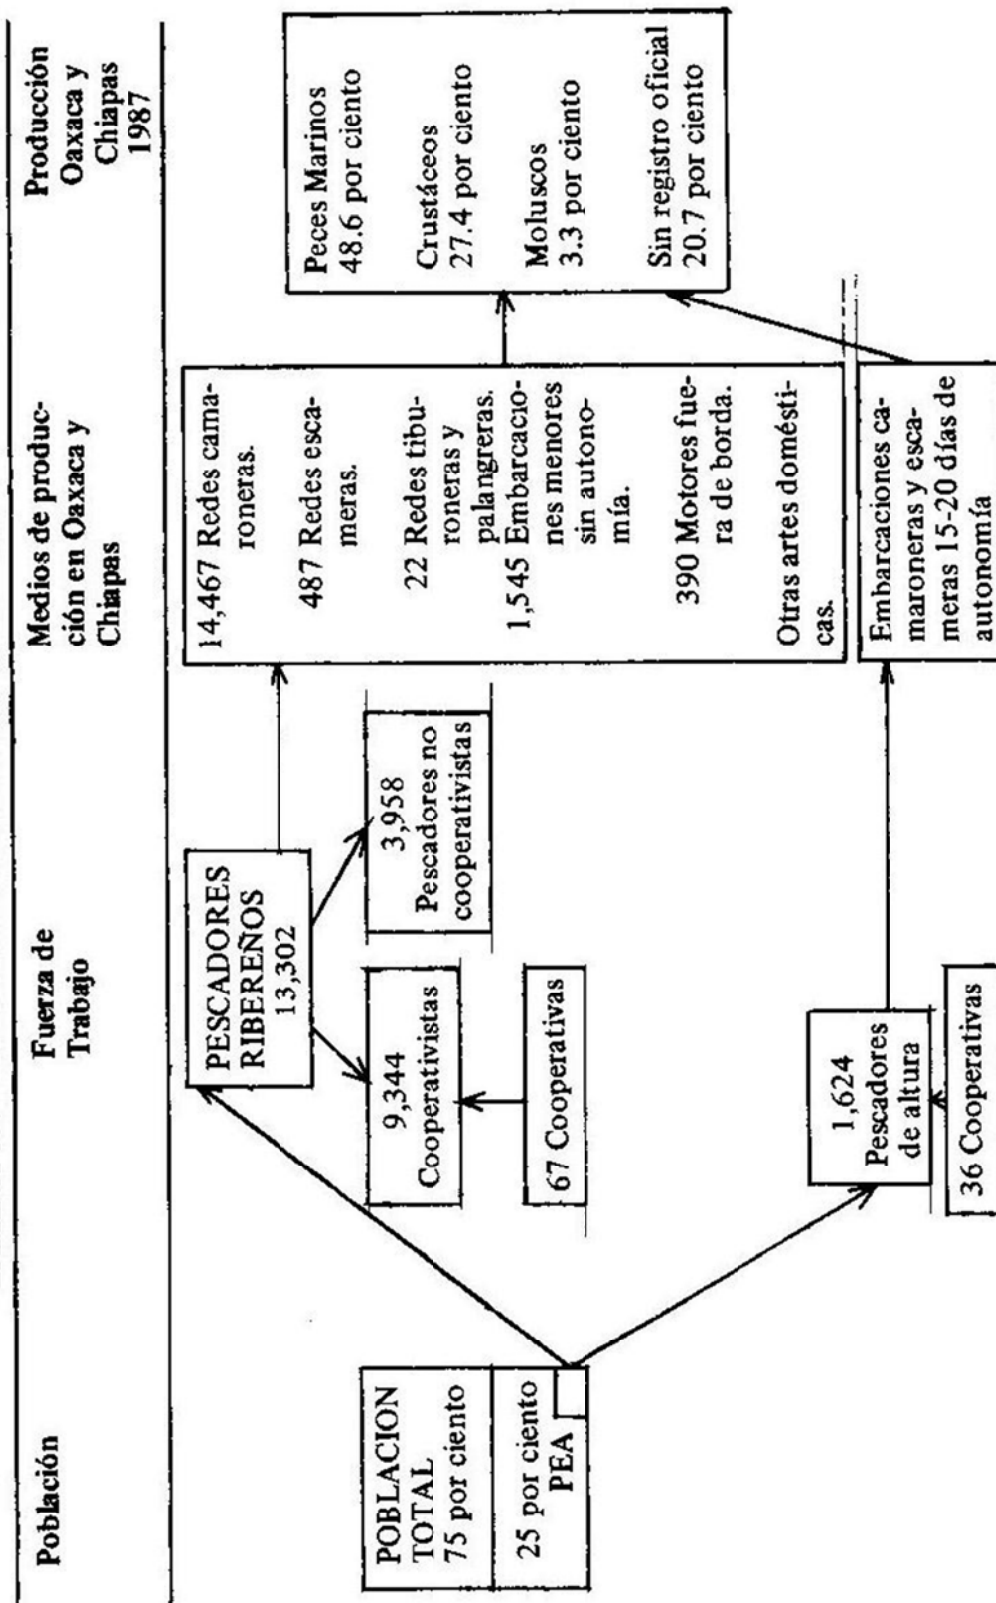 Población
Fuerza de
Trabajo
Medios de produc-
ción en Oaxaca y
Chiapas
Producción
Oaxaca y
Chiapas
1987
POBLACION
TOTAL
75 por ciento
25 por ciento
PEA
PESCADORES
RIBEREÑOS
13,302
9,344
Cooperativistas
3,958
Pescadores no
cooperativistas
67 Cooperativas
1,624
Pescadores
de altura
36 Cooperativas
14,467 Redes cama-
roneras.
487 Redes esca-
meras.
22 Redes tibu-
roneras y
palangreras.
1,545 Embarcacio-
nes menores
sin autono-
mía.
390 Motores fue-
ra de borda.
Otras artes domésti-
cas.
Embarcaciones ca-
maroneras y esca-
meras 15-20 días de
autonomía
Peces Marinos
48.6 por ciento
Crustáceos
27.4 por ciento
Moluscos
3.3 por ciento
Sin registro oficial
20.7 por ciento